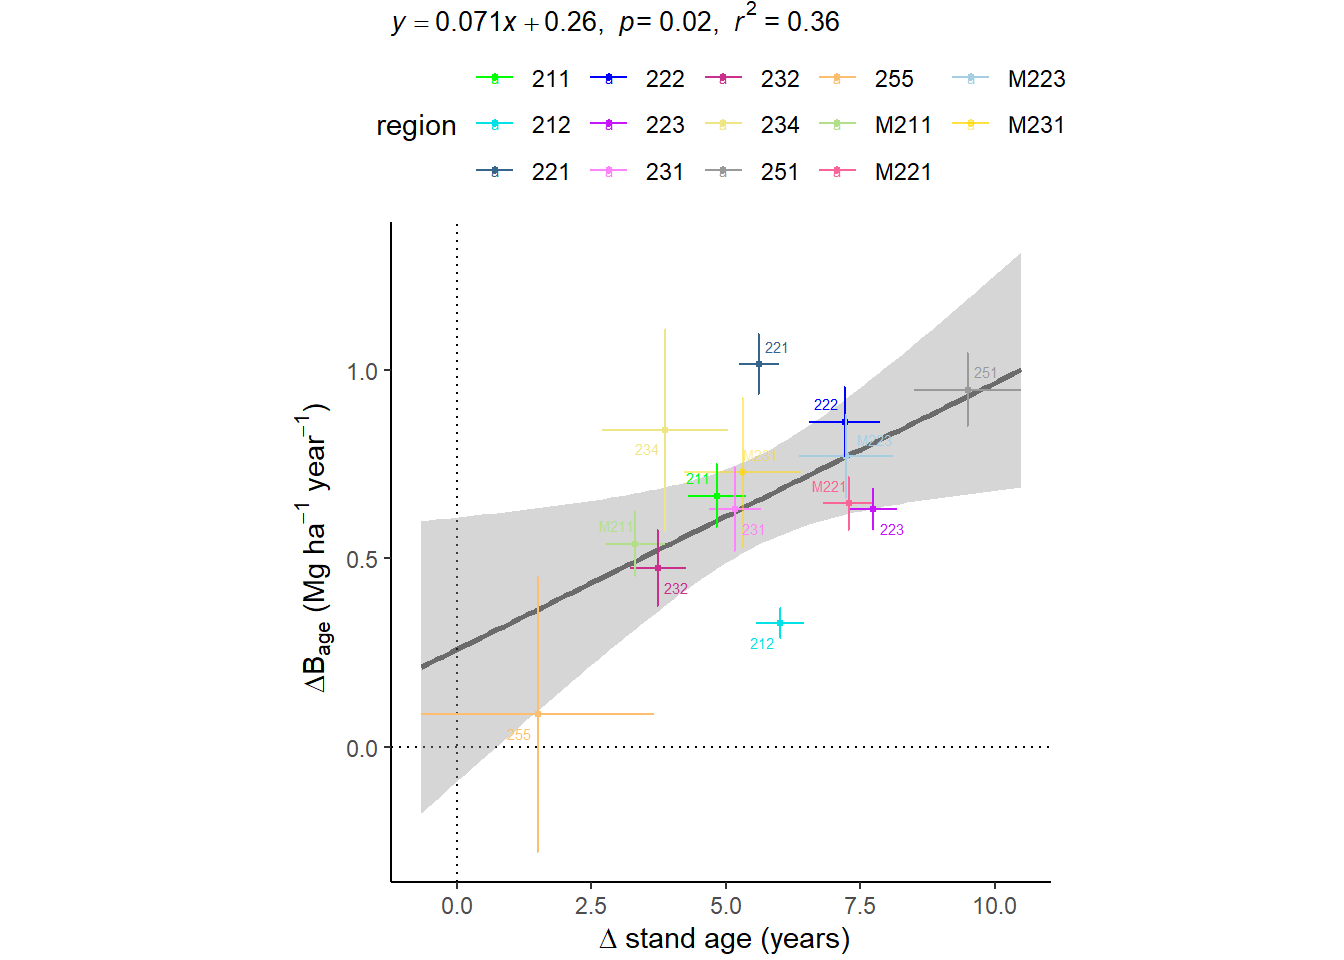 y = 0.071x + 0.26, p= 0.02, r² = 0.36
211 222 232 255 M223
region 212 223 234 M211 M231
221 231 251 M221
ΔB_age (Mg ha⁻¹ year⁻¹)
1.0
0.5
0.0
221
251
222
M223
234
M231
211
M221
M211
231
223
232
212
255
0.0 2.5 5.0 7.5 10.0
Δ stand age (years)